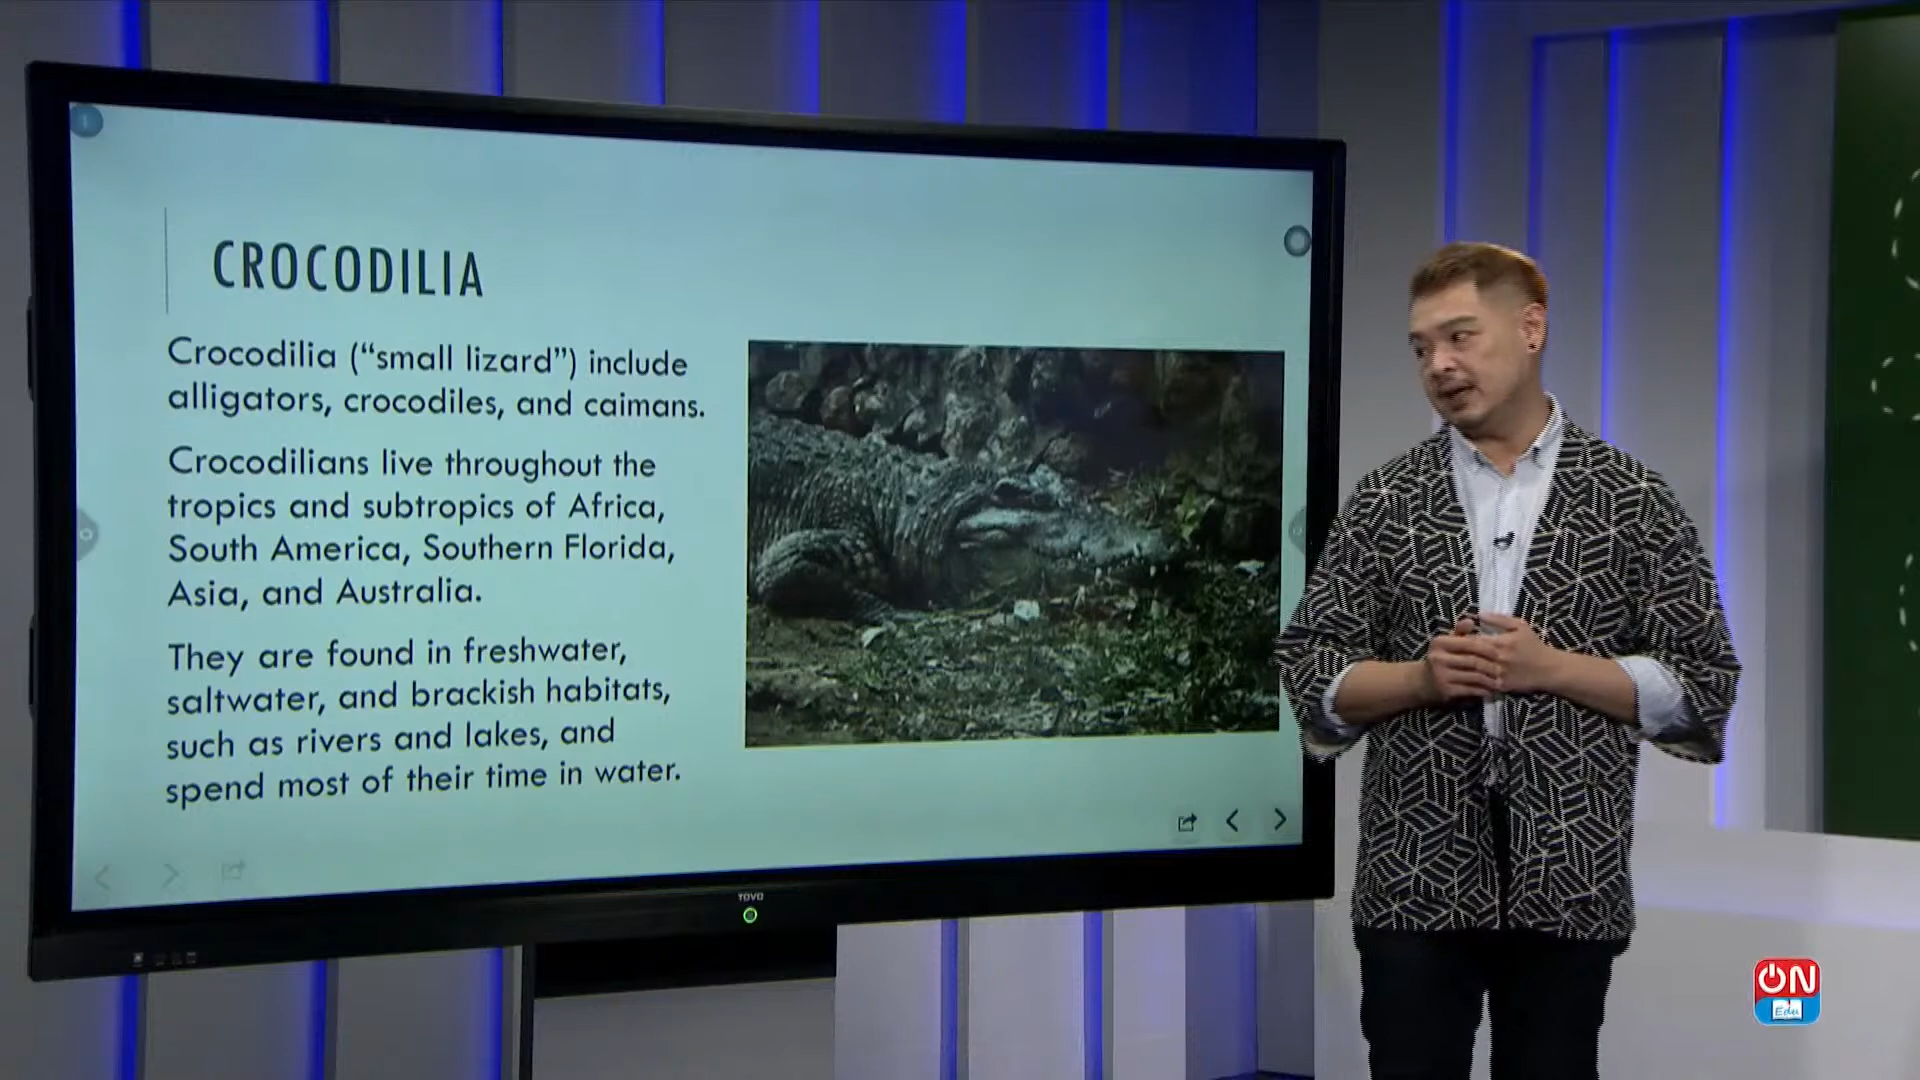 CROCODILIA
Crocodilia (“small lizard”) include
alligators, crocodiles, and caimans.
Crocodilians live throughout the
tropics and subtropics of Africa,
South America, Southern Florida,
Asia, and Australia.
They are found in freshwater,
saltwater, and brackish habitats,
such as rivers and lakes, and
spend most of their time in water.
TOVO
ON
Edu